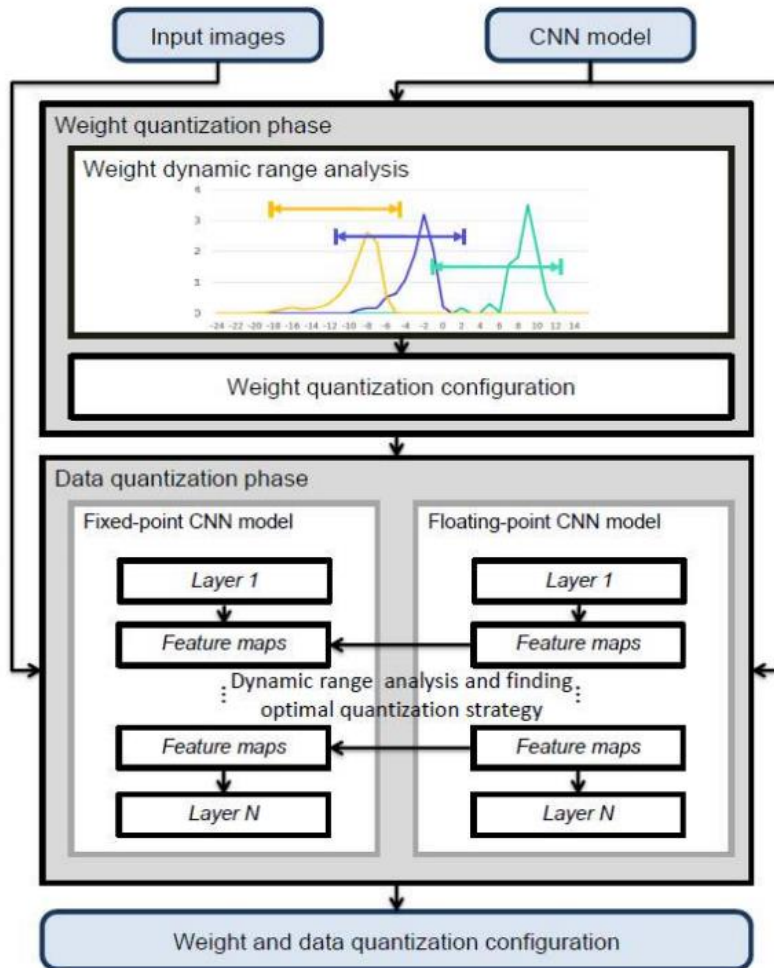 Input images
CNN model
Weight quantization phase
Weight dynamic range analysis
4
3
2
1
0
-24 -22 -20 -18 -16 -14 -12 -10 -8 -6 -4 -2 0 2 4 6 8 10 12 14
Weight quantization configuration
Data quantization phase
Fixed-point CNN model
Floating-point CNN model
Layer 1
Layer 1
Feature maps
Feature maps
Dynamic range analysis and finding
optimal quantization strategy
Feature maps
Feature maps
Layer N
Layer N
Weight and data quantization configuration